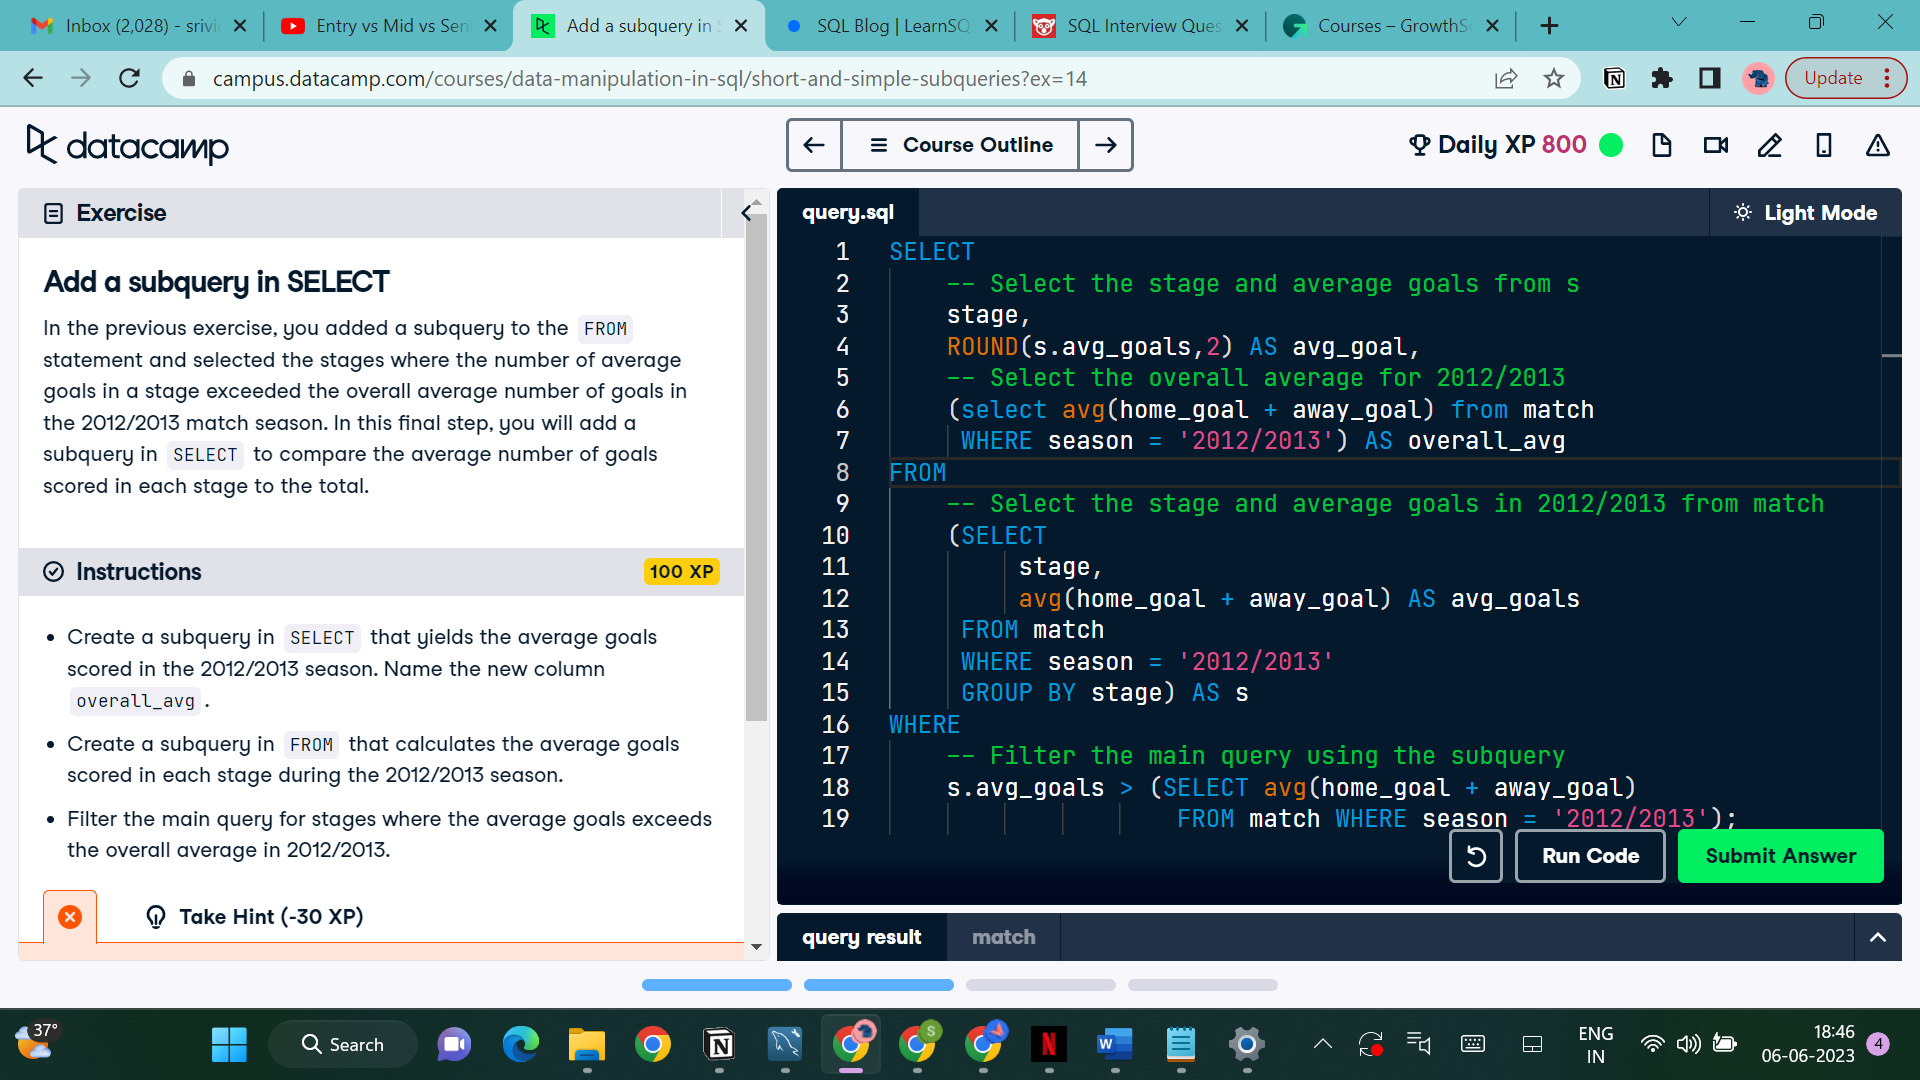 Inbox (2,028) - srivi
Entry vs Mid vs Sen
Add a subquery in S
SQL Blog | LearnSQ
SQL Interview Ques
Courses – GrowthSc
campus.datacamp.com/courses/data-manipulation-in-sql/short-and-simple-subqueries?ex=14
Update
datacamp
Course Outline
Daily XP 800
Exercise
Add a subquery in SELECT
In the previous exercise, you added a subquery to the FROM
statement and selected the stages where the number of average
goals in a stage exceeded the overall average number of goals in
the 2012/2013 match season. In this final step, you will add a
subquery in SELECT to compare the average number of goals
scored in each stage to the total.
Instructions
100 XP
• Create a subquery in SELECT that yields the average goals
scored in the 2012/2013 season. Name the new column
overall_avg .
• Create a subquery in FROM that calculates the average goals
scored in each stage during the 2012/2013 season.
• Filter the main query for stages where the average goals exceeds
the overall average in 2012/2013.
Take Hint (-30 XP)
query.sql
Light Mode
1 SELECT
2 -- Select the stage and average goals from s
3 stage,
4 ROUND(s.avg_goals,2) AS avg_goal,
5 -- Select the overall average for 2012/2013
6 (select avg(home_goal + away_goal) from match
7 WHERE season = '2012/2013') AS overall_avg
8 FROM
9 -- Select the stage and average goals in 2012/2013 from match
10 (SELECT
11 stage,
12 avg(home_goal + away_goal) AS avg_goals
13 FROM match
14 WHERE season = '2012/2013'
15 GROUP BY stage) AS s
16 WHERE
17 -- Filter the main query using the subquery
18 s.avg_goals > (SELECT avg(home_goal + away_goal)
19 FROM match WHERE season = '2012/2013');
Run Code
Submit Answer
query result
match
37°
Search
S
N
W
ENG
IN
18:46
06-06-2023
4